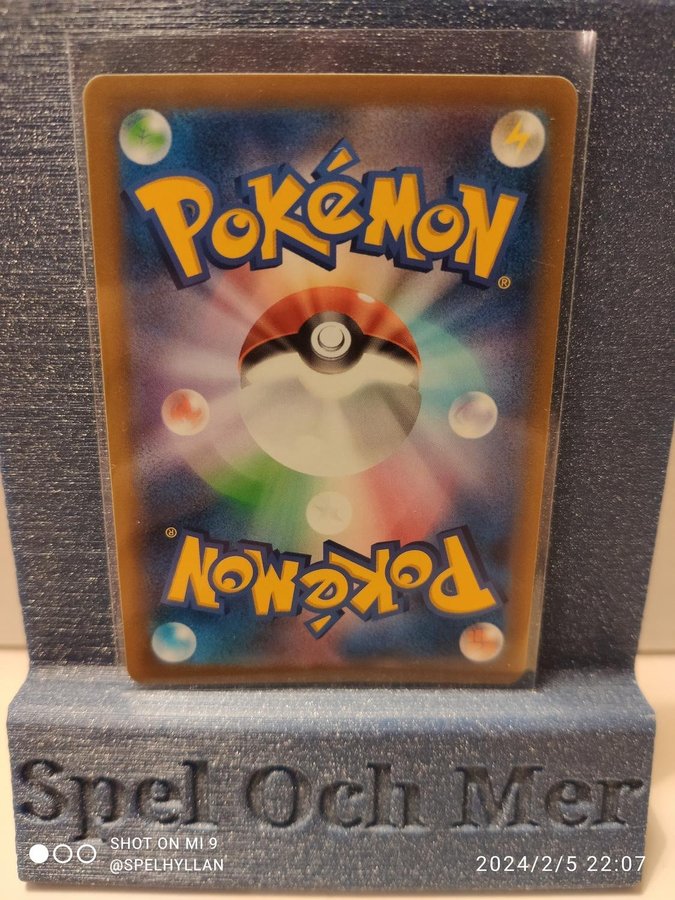 POKéMON
®
®
POKéMON
Spel Och Mer
SHOT ON MI 9
@SPELHYLLAN
2024/2/5 22:07